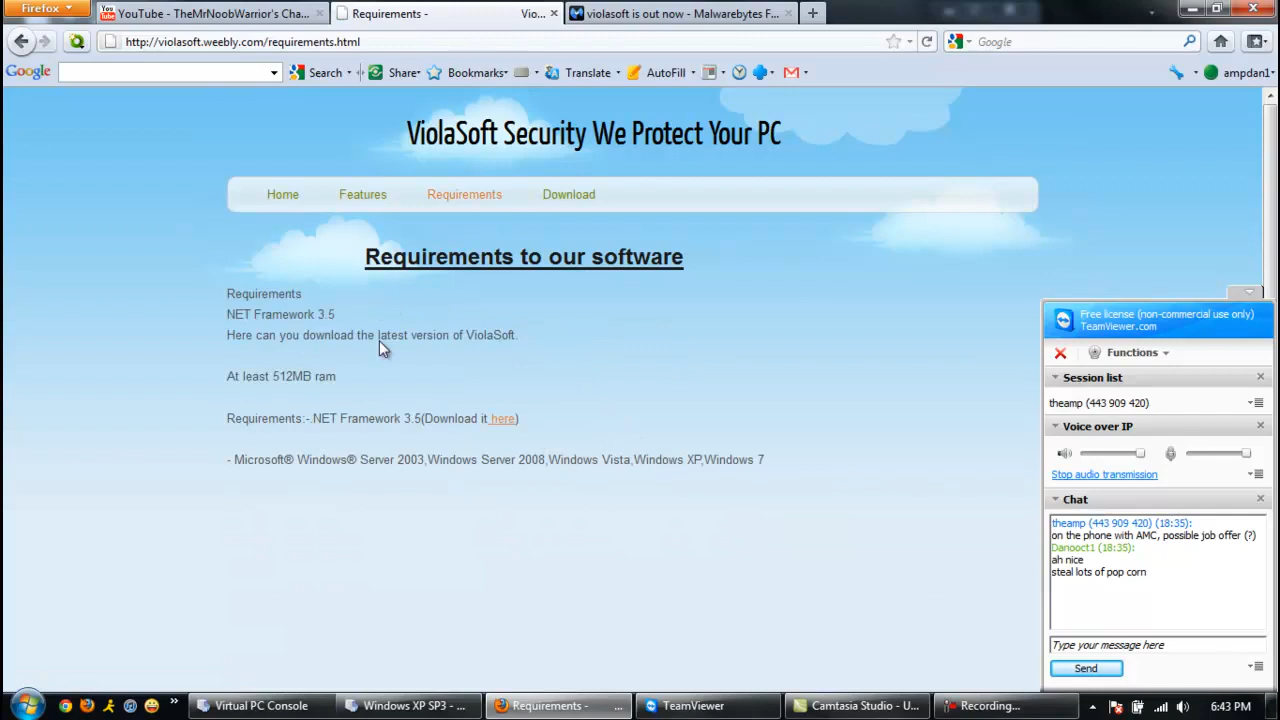 Firefox
YouTube - TheMrNoobWarrior's Cha...
Requirements - Vio...
violasoft is out now - Malwarebytes F...
http://violasoft.weebly.com/requirements.html
Google
Google
Search
Share
Bookmarks
Translate
AutoFill
ampdan1
ViolaSoft Security We Protect Your PC
Home
Features
Requirements
Download
Requirements to our software
Requirements
NET Framework 3.5
Here can you download the latest version of ViolaSoft.
At least 512MB ram
Requirements:-.NET Framework 3.5(Download it here)
- Microsoft® Windows® Server 2003,Windows Server 2008,Windows Vista,Windows XP,Windows 7
Free license (non-commercial use only)
TeamViewer.com
Functions
Session list
theamp (443 909 420)
Voice over IP
Stop audio transmission
Chat
theamp (443 909 420) (18:35):
on the phone with AMC, possible job offer (?)
Danooct1 (18:35):
ah nice
steal lots of pop corn
Type your message here
Send
Virtual PC Console
Windows XP SP3 - ...
Requirements - ...
TeamViewer
Camtasia Studio - U...
Recording...
6:43 PM